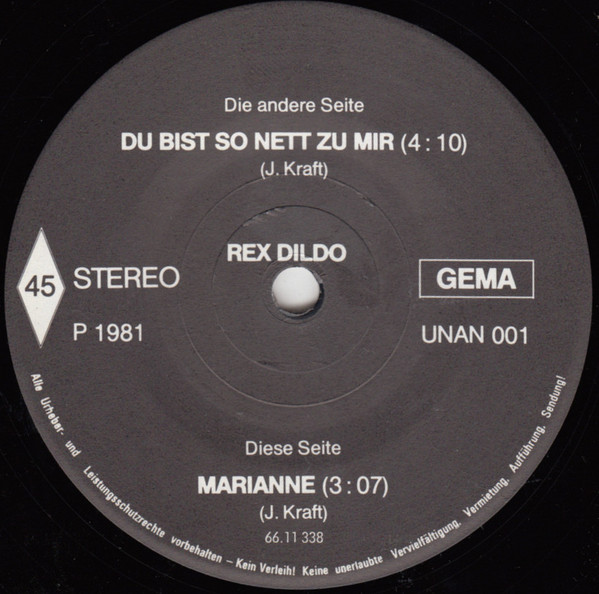 Die andere Seite
DU BIST SO NETT ZU MIR (4:10)
(J. Kraft)
REX DILDO
45 STEREO
GEMA
P 1981
UNAN 001
Diese Seite
MARIANNE (3:07)
(J. Kraft)
66.11 338
Alle Urheber- und Leistungsschutzrechte vorbehalten – Kein Verleih! Keine unerlaubte Vervielfältigung, Vermietung, Aufführung, Sendung!